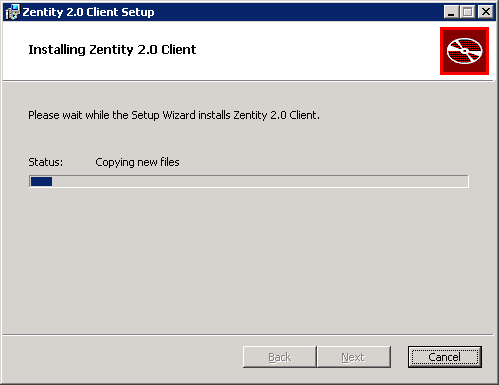 Zentity 2.0 Client Setup
Installing Zentity 2.0 Client
Please wait while the Setup Wizard installs Zentity 2.0 Client.
Status: Copying new files
Back Next Cancel